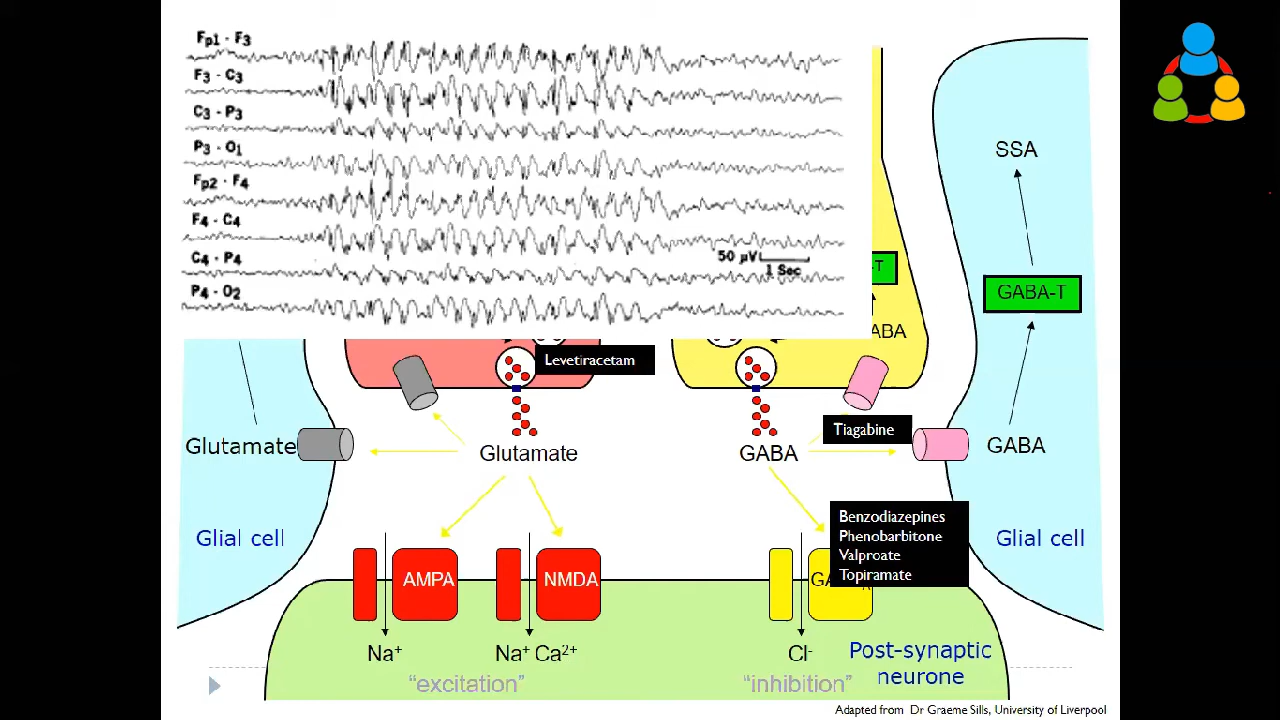 Fp1 - F3
F3 - C3
C3 - P3
P3 - O1
Fp2 - F4
F4 - C4
C4 - P4
P4 - O2
50 µV
1 Sec
SSA
GABA-T
-T
ABA
Levetiracetam
Tiagabine
Glutamate
Glutamate
GABA
GABA
Glial cell
Glial cell
Benzodiazepines
Phenobarbitone
Valproate
Topiramate
AMPA
NMDA
GA
A
Na⁺
Na⁺ Ca²⁺
Cl⁻
Post-synaptic
neurone
“excitation”
“inhibition”
Adapted from Dr Graeme Sills, University of Liverpool